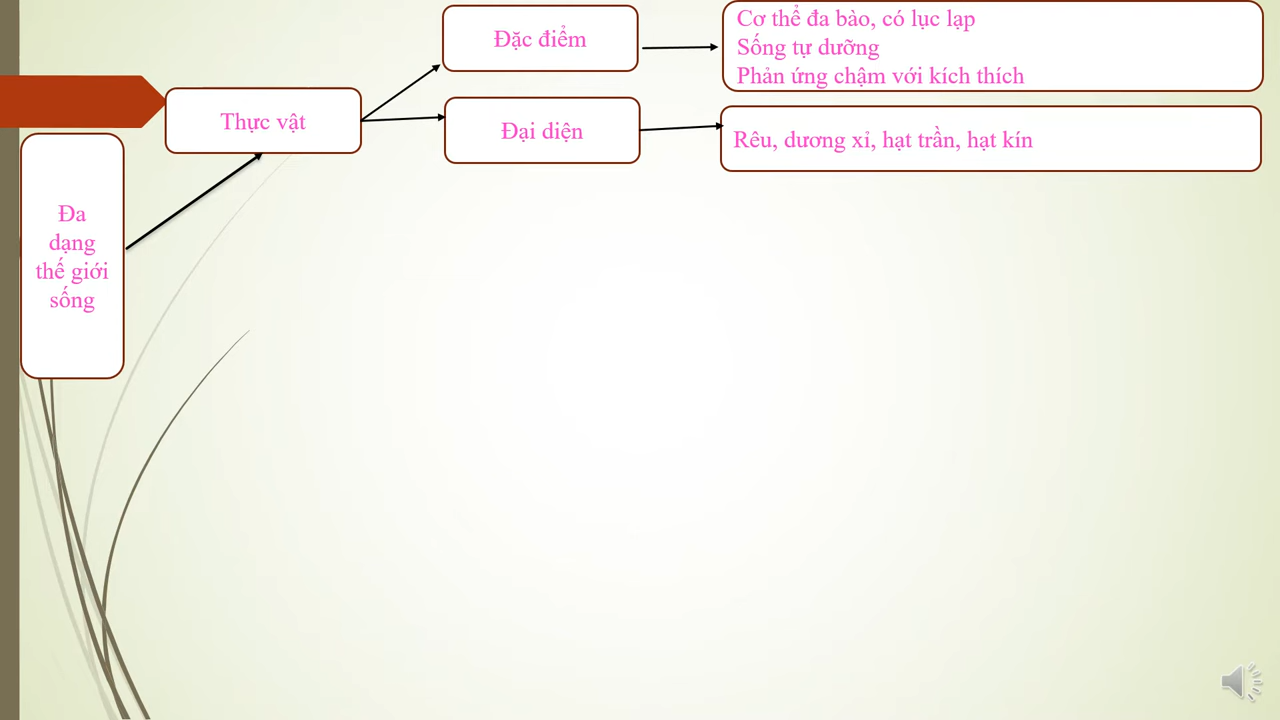 Đa
dạng
thế giới
sống
Thực vật
Đặc điểm
Cơ thể đa bào, có lục lạp
Sống tự dưỡng
Phản ứng chậm với kích thích
Đại diện
Rêu, dương xỉ, hạt trần, hạt kín